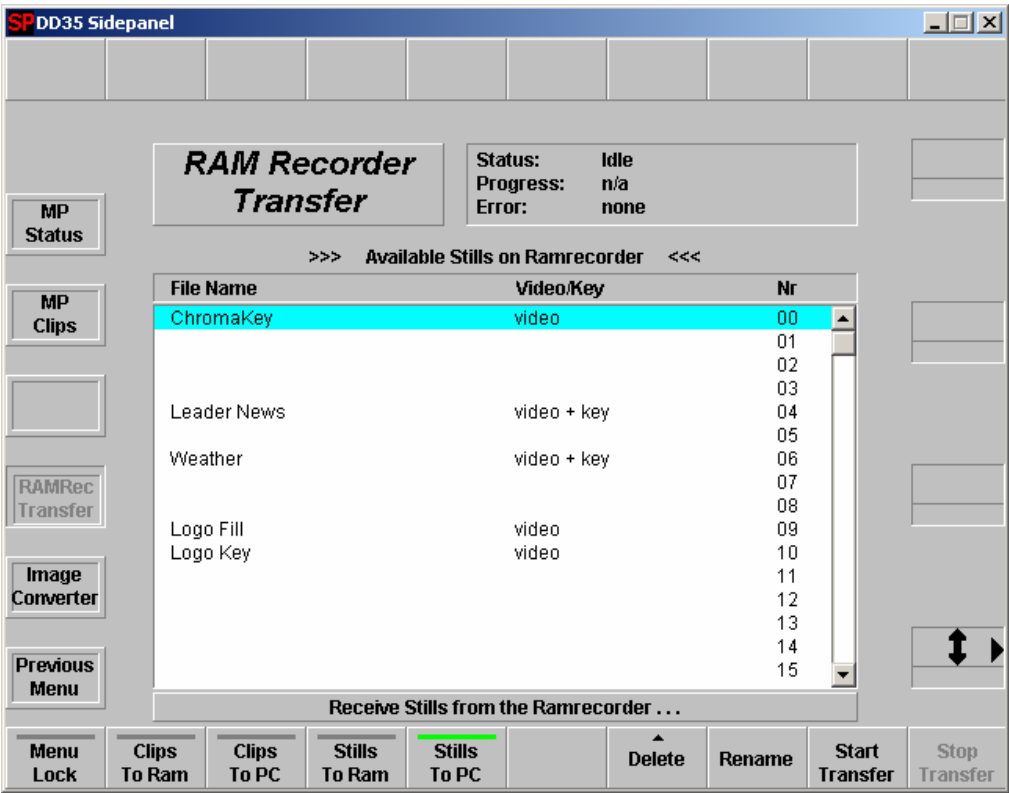 SP DD35 Sidepanel
RAM Recorder
Transfer
Status: Idle
Progress: n/a
Error: none
MP
Status
>>> Available Stills on Ramrecorder <<<
File Name Video/Key Nr
MP
Clips
ChromaKey video 00
01
02
03
Leader News video + key 04
05
Weather video + key 06
07
RAMRec
Transfer
08
Logo Fill video 09
Logo Key video 10
11
Image
Converter
12
13
14
15
Previous
Menu
Receive Stills from the Ramrecorder . . .
Menu
Lock
Clips
To Ram
Clips
To PC
Stills
To Ram
Stills
To PC
Delete
Rename
Start
Transfer
Stop
Transfer